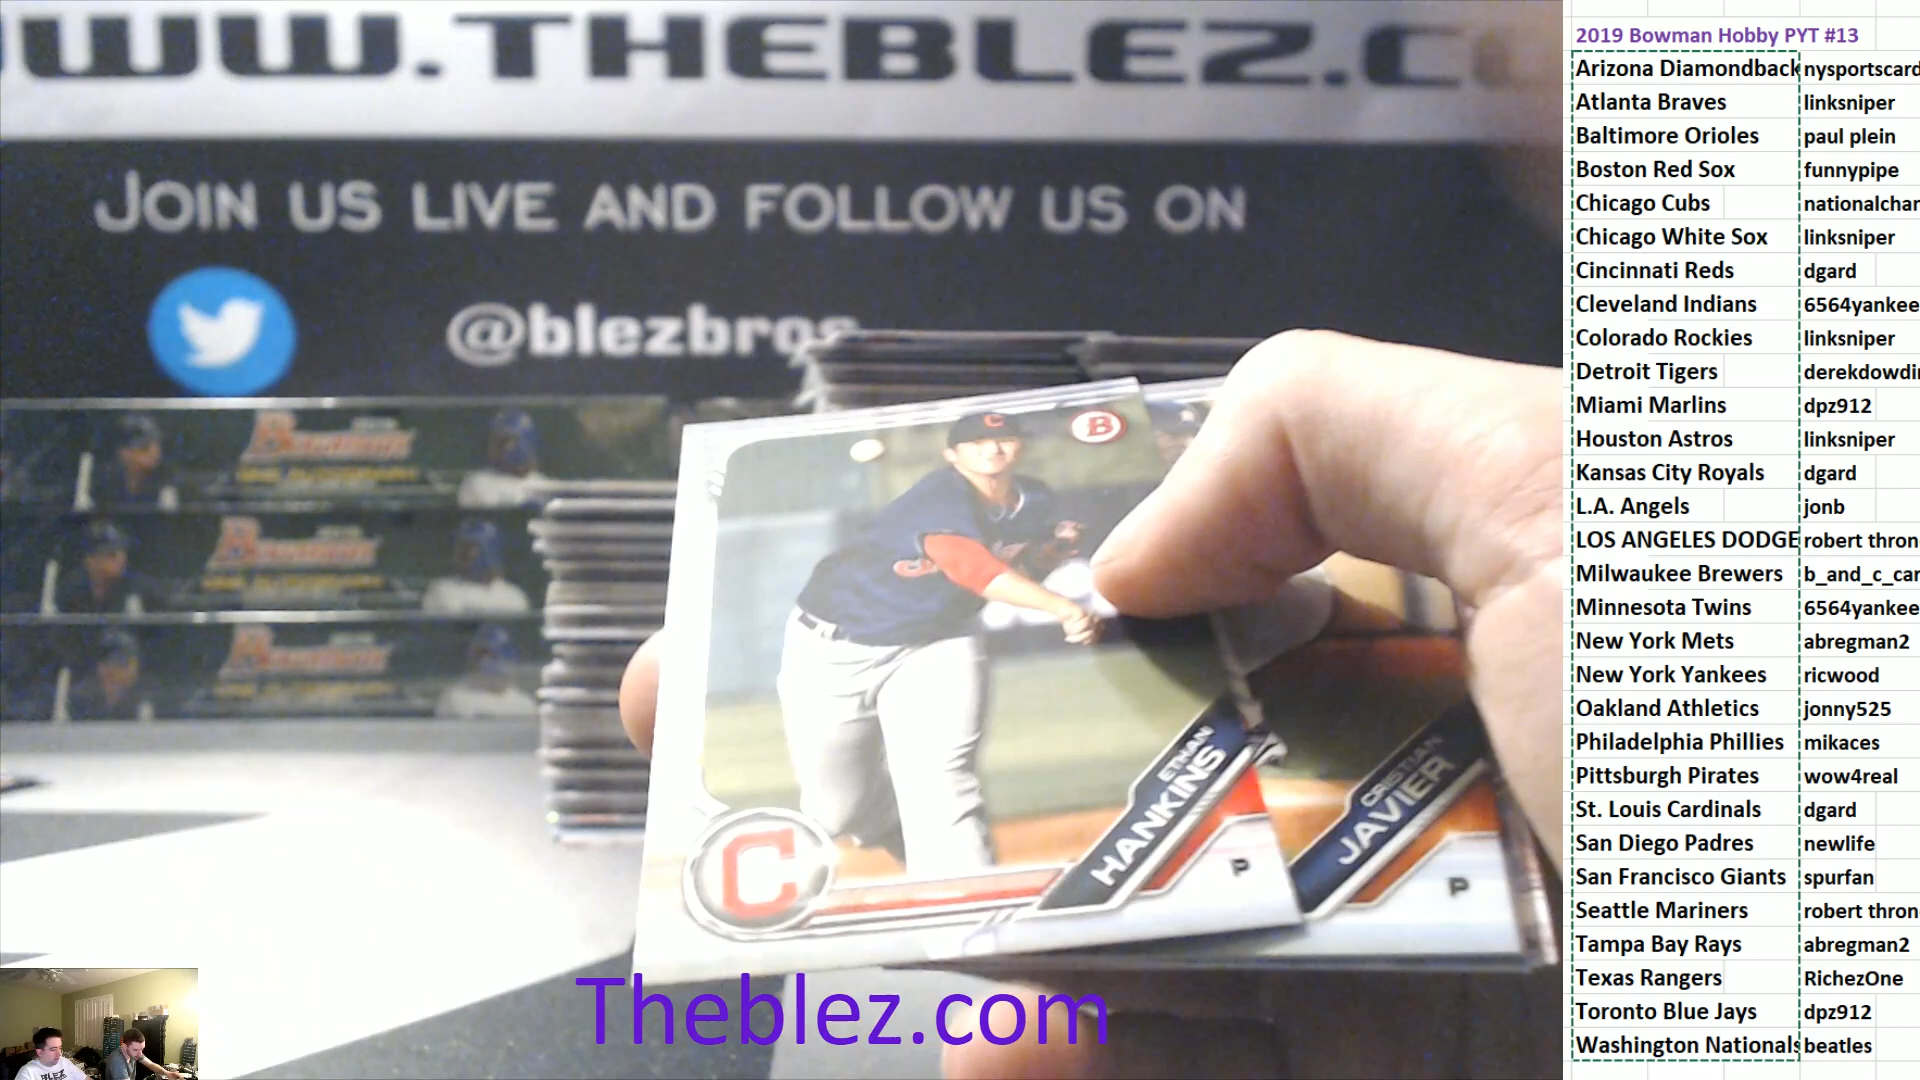 WWW.THEBLEZ.C
JOIN US LIVE AND FOLLOW US ON
@blezbros
Bowman
Bowman
Bowman
C
B
ETHAN
HANKINS
P
CRISTIAN
JAVIER
P
C
Theblez.com
BLEZ
2019 Bowman Hobby PYT #13
Arizona Diamondback nysportscard
Atlanta Braves linksniper
Baltimore Orioles paul plein
Boston Red Sox funnypipe
Chicago Cubs nationalchar
Chicago White Sox linksniper
Cincinnati Reds dgard
Cleveland Indians 6564yankee
Colorado Rockies linksniper
Detroit Tigers derekdowdin
Miami Marlins dpz912
Houston Astros linksniper
Kansas City Royals dgard
L.A. Angels jonb
LOS ANGELES DODGE robert thron
Milwaukee Brewers b_and_c_car
Minnesota Twins 6564yankee
New York Mets abregman2
New York Yankees ricwood
Oakland Athletics jonny525
Philadelphia Phillies mikaces
Pittsburgh Pirates wow4real
St. Louis Cardinals dgard
San Diego Padres newlife
San Francisco Giants spurfan
Seattle Mariners robert thron
Tampa Bay Rays abregman2
Texas Rangers RichezOne
Toronto Blue Jays dpz912
Washington Nationals beatles